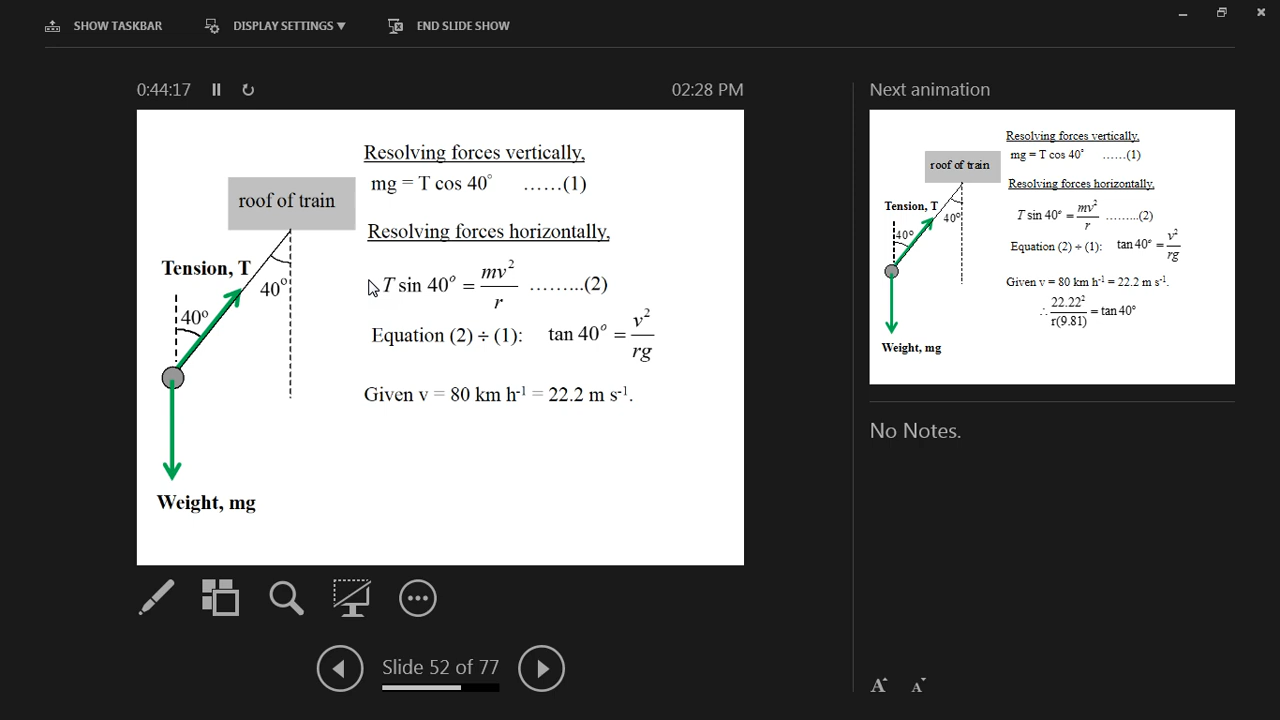 SHOW TASKBAR
DISPLAY SETTINGS ▼
END SLIDE SHOW
0:44:17
02:28 PM
Next animation
Resolving forces vertically,
mg = T cos 40° ……(1)
roof of train
Resolving forces horizontally,
Tension, T
T sin 40° = mv²/r ………(2)
40°
40°
Equation (2) ÷ (1): tan 40° = v²/rg
Given v = 80 km h⁻¹ = 22.2 m s⁻¹.
Weight, mg
Resolving forces vertically,
mg = T cos 40° ……(1)
roof of train
Resolving forces horizontally,
Tension, T
T sin 40° = mv²/r ………(2)
40°
40°
Equation (2) ÷ (1): tan 40° = v²/rg
Given v = 80 km h⁻¹ = 22.2 m s⁻¹.
∴ 22.22²/r(9.81) = tan 40°
Weight, mg
No Notes.
Slide 52 of 77
A A